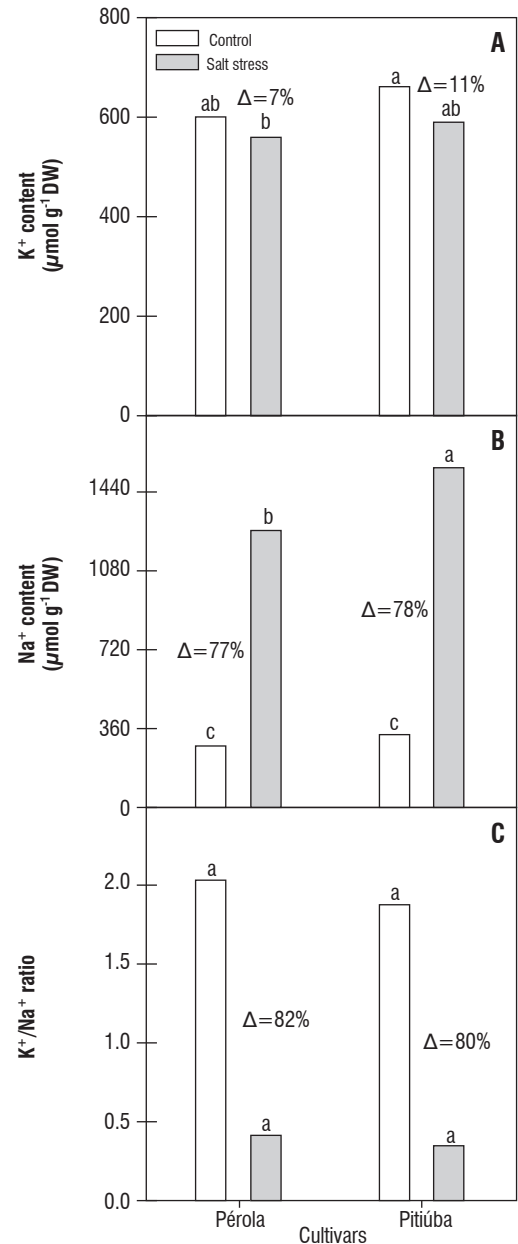 800
Control
Salt stress
A
a
ab
Δ=7%
Δ=11%
ab
b
600
400
200
0
K⁺ content
(µmol g⁻¹ DW)
B
a
1440
b
1080
Δ=78%
720
Δ=77%
360
c
c
0
Na⁺ content
(µmol g⁻¹ DW)
C
a
a
2.0
1.5
Δ=82%
1.0
Δ=80%
0.5
a
a
0.0
K⁺/Na⁺ ratio
Pérola
Pitiúba
Cultivars